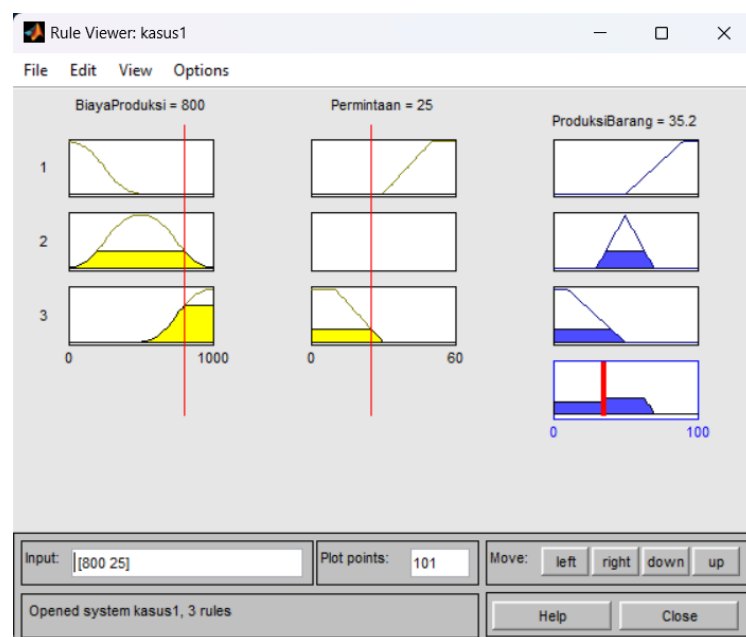 Rule Viewer: kasus1
File Edit View Options
BiayaProduksi = 800
Permintaan = 25
ProduksiBarang = 35.2
1
2
3
0 1000
0 60
0 100
Input: [800 25]
Plot points: 101
Move: left right down up
Opened system kasus1, 3 rules
Help Close